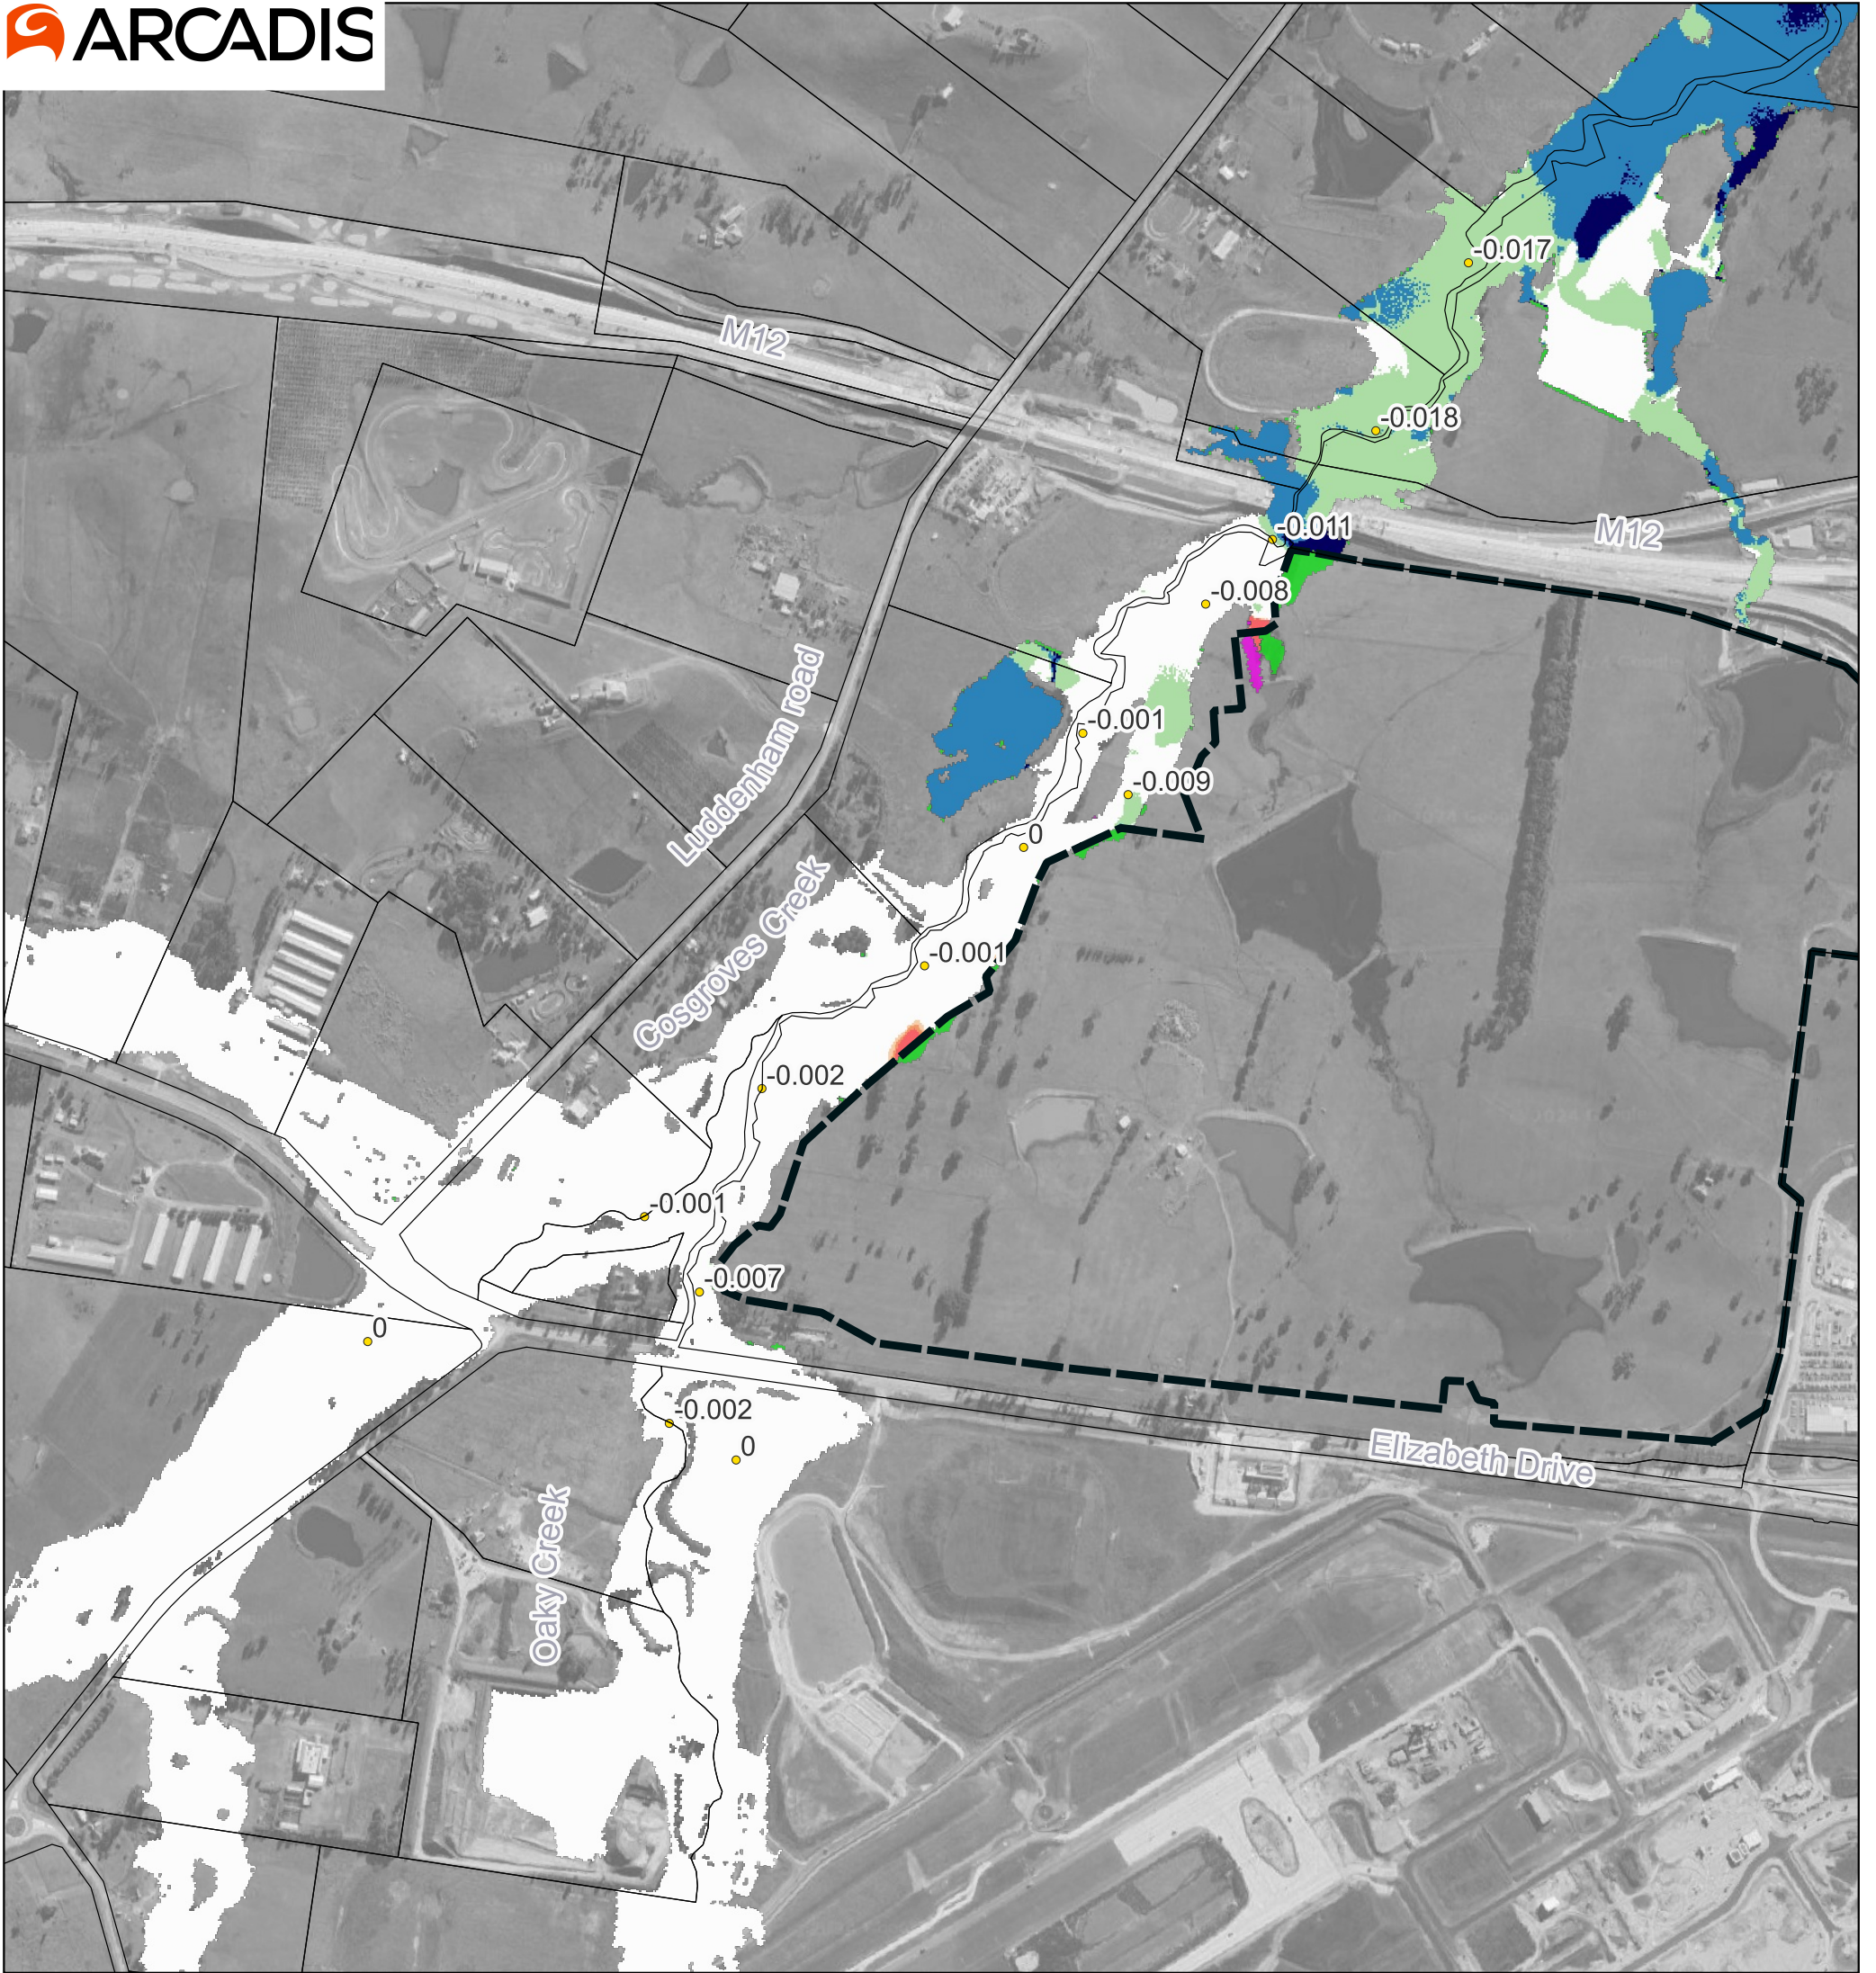 ARCADIS
-0.017
M12
-0.018
-0.011
M12
-0.008
Luddenham road
-0.001
-0.009
0
Cosgroves Creek
-0.001
-0.002
-0.001
-0.007
0
-0.002
0
Elizabeth Drive
Oaky Creek